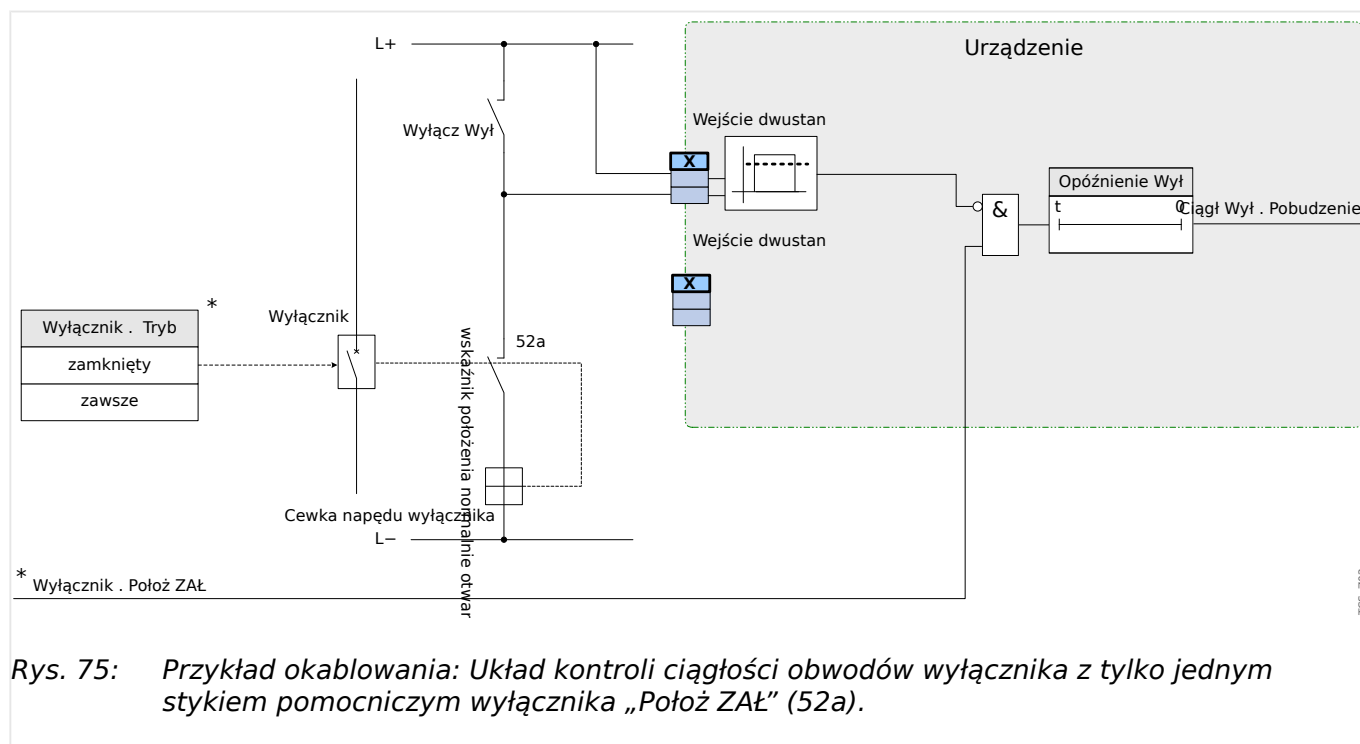 L+
Urządzenie
Wyłącz Wył
Wejście dwustan
X
Opóźnienie Wył
t
0
&
Ciągł Wył . Pobudzenie
Wejście dwustan
X
*
Wyłącznik . Tryb
zamknięty
zawsze
Wyłącznik
52a
wskaźnik położenia normalnie otwar
Cewka napędu wyłącznika
L−
* Wyłącznik . Położ ZAŁ
Rys. 75: Przykład okablowania: Układ kontroli ciągłości obwodów wyłącznika z tylko jednym
stykiem pomocniczym wyłącznika „Położ ZAŁ” (52a).